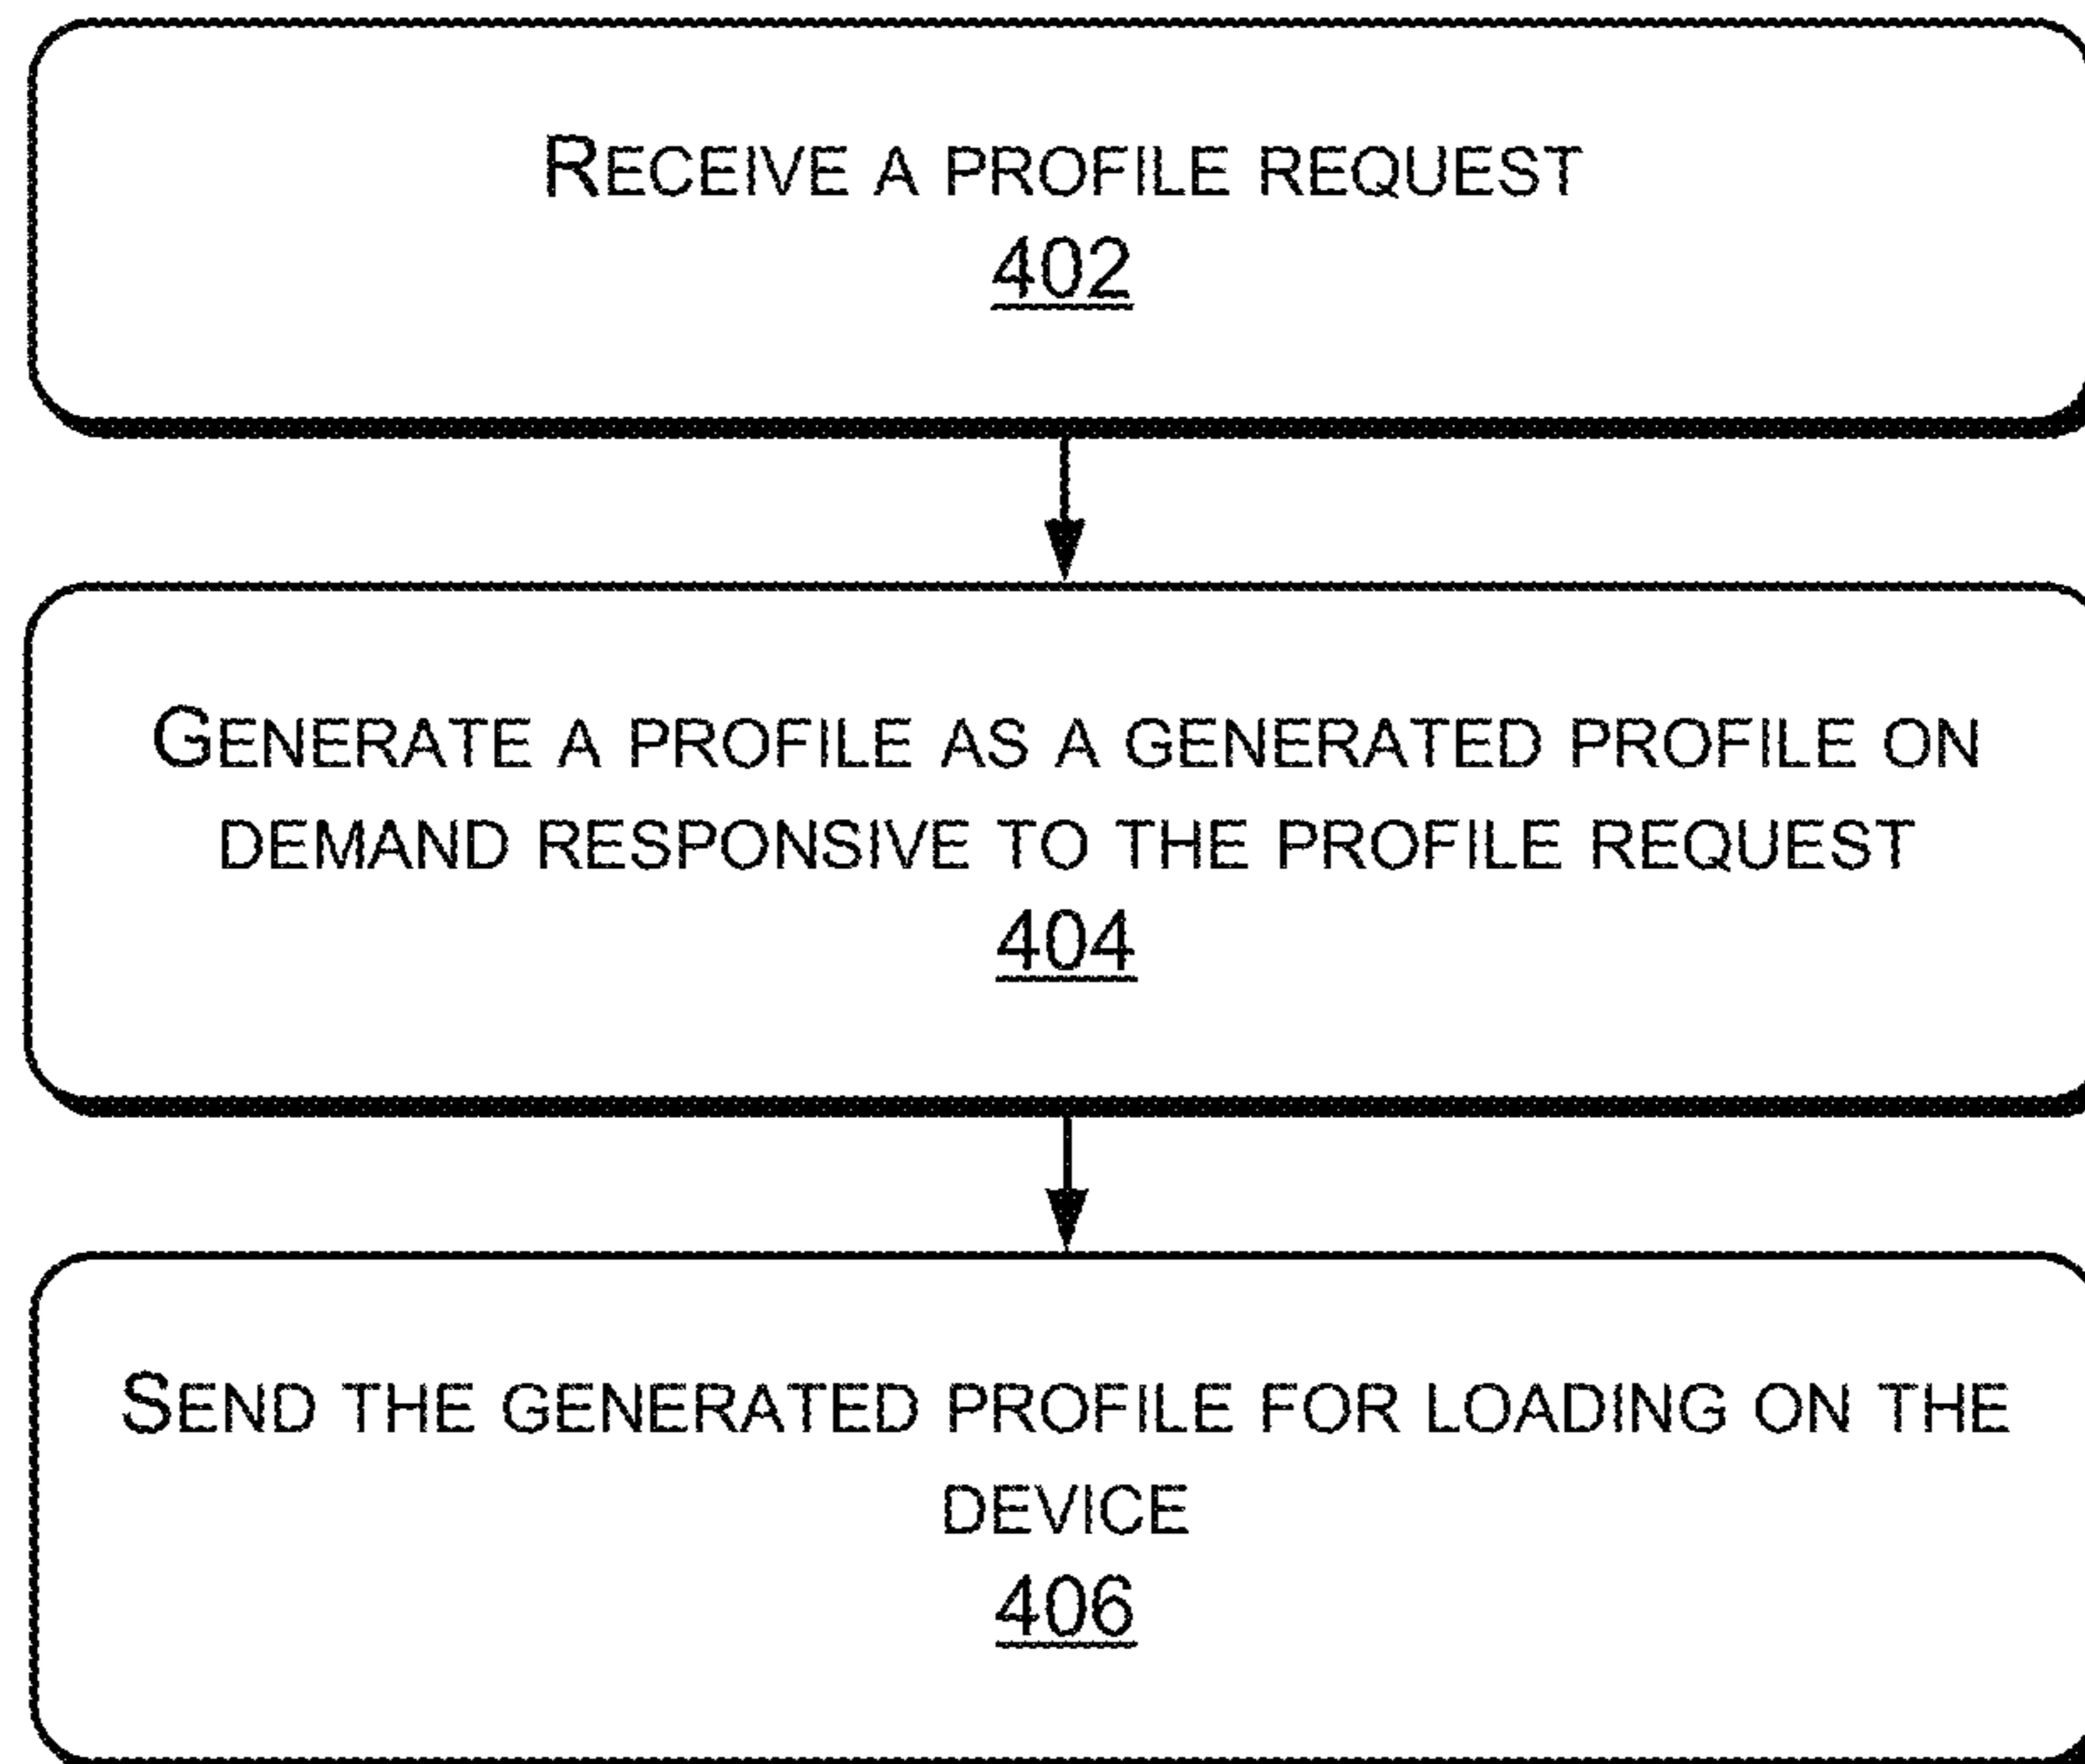 RECEIVE A PROFILE REQUEST
402
GENERATE A PROFILE AS A GENERATED PROFILE ON
DEMAND RESPONSIVE TO THE PROFILE REQUEST
404
SEND THE GENERATED PROFILE FOR LOADING ON THE
DEVICE
406